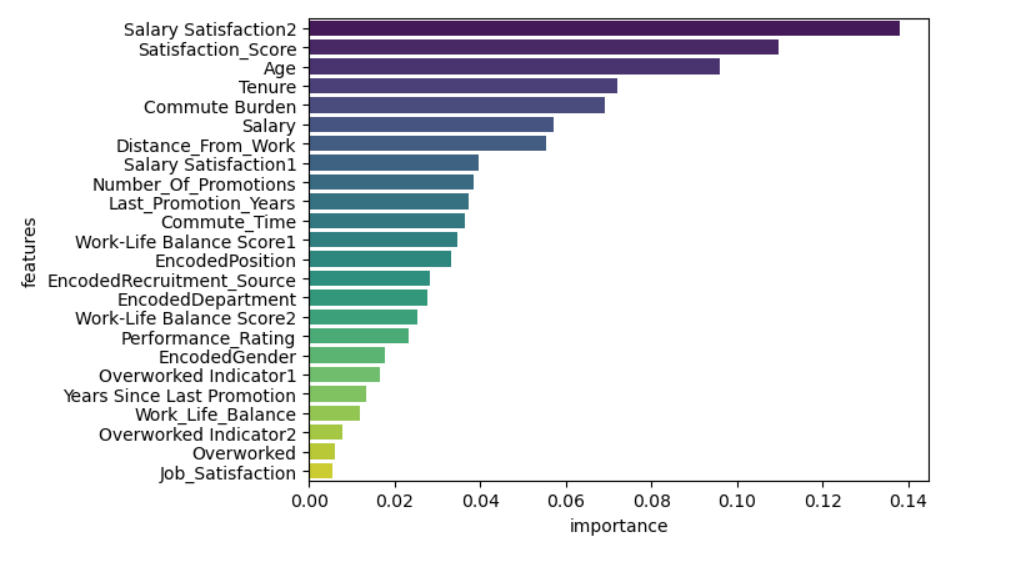 Salary Satisfaction2
Satisfaction_Score
Age
Tenure
Commute Burden
Salary
Distance_From_Work
Salary Satisfaction1
Number_Of_Promotions
Last_Promotion_Years
Commute_Time
Work-Life Balance Score1
EncodedPosition
EncodedRecruitment_Source
EncodedDepartment
Work-Life Balance Score2
Performance_Rating
EncodedGender
Overworked Indicator1
Years Since Last Promotion
Work_Life_Balance
Overworked Indicator2
Overworked
Job_Satisfaction
features
0.00 0.02 0.04 0.06 0.08 0.10 0.12 0.14
importance